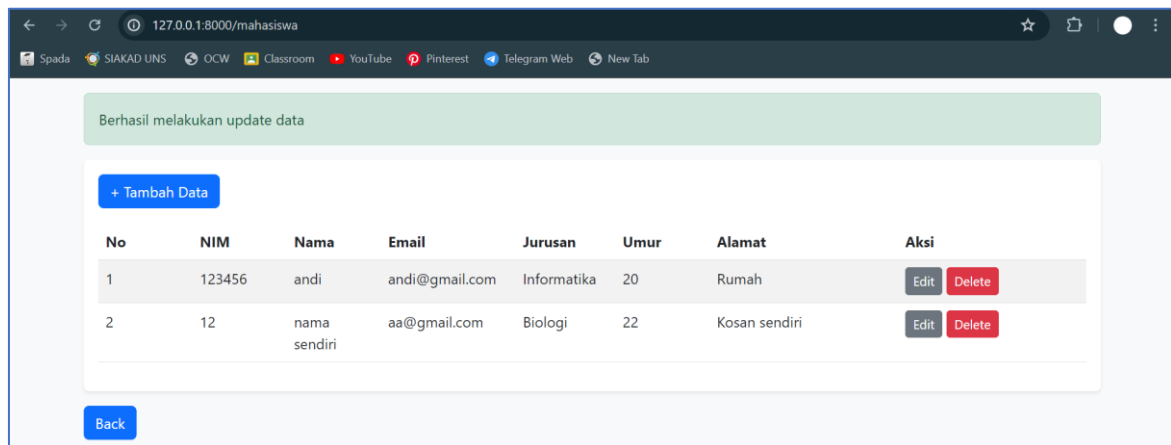 127.0.0.1:8000/mahasiswa
Spada SIAKAD UNS OCW Classroom YouTube Pinterest Telegram Web New Tab
Berhasil melakukan update data
+ Tambah Data
No NIM Nama Email Jurusan Umur Alamat Aksi
1 123456 andi andi@gmail.com Informatika 20 Rumah Edit Delete
2 12 nama aa@gmail.com Biologi 22 Kosan sendiri Edit Delete
sendiri
Back